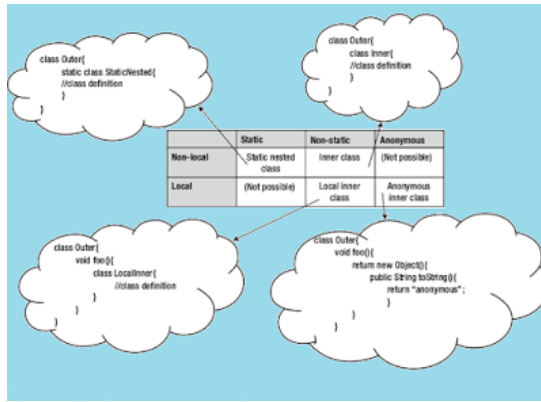 class Outer{
static class StaticNested{
//class definition
}
}
class Outer{
class Inner{
//class definition
}
}
Static Non-static Anonymous
Non-local Static nested class Inner class (Not possible)
Local (Not possible) Local inner class Anonymous inner class
class Outer{
void foo(){
class LocalInner{
//class definition
}
}
}
class Outer{
void foo(){
return new Object(){
public String toString(){
return "anonymous" ;
}
}
}
}